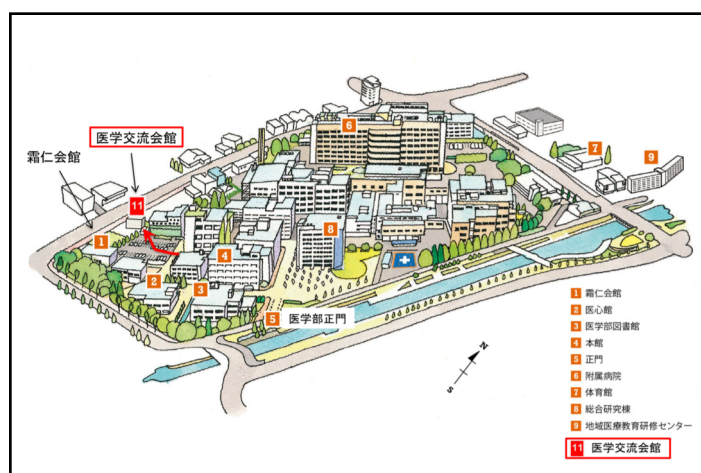 6
医学交流会館
7
9
霜仁会館
11
1
8
4
2
3
5 医学部正門
N
S
1 霜仁会館
2 医心館
3 医学部図書館
4 本館
5 正門
6 附属病院
7 体育館
8 総合研究棟
9 地域医療教育研修センター
11 医学交流会館